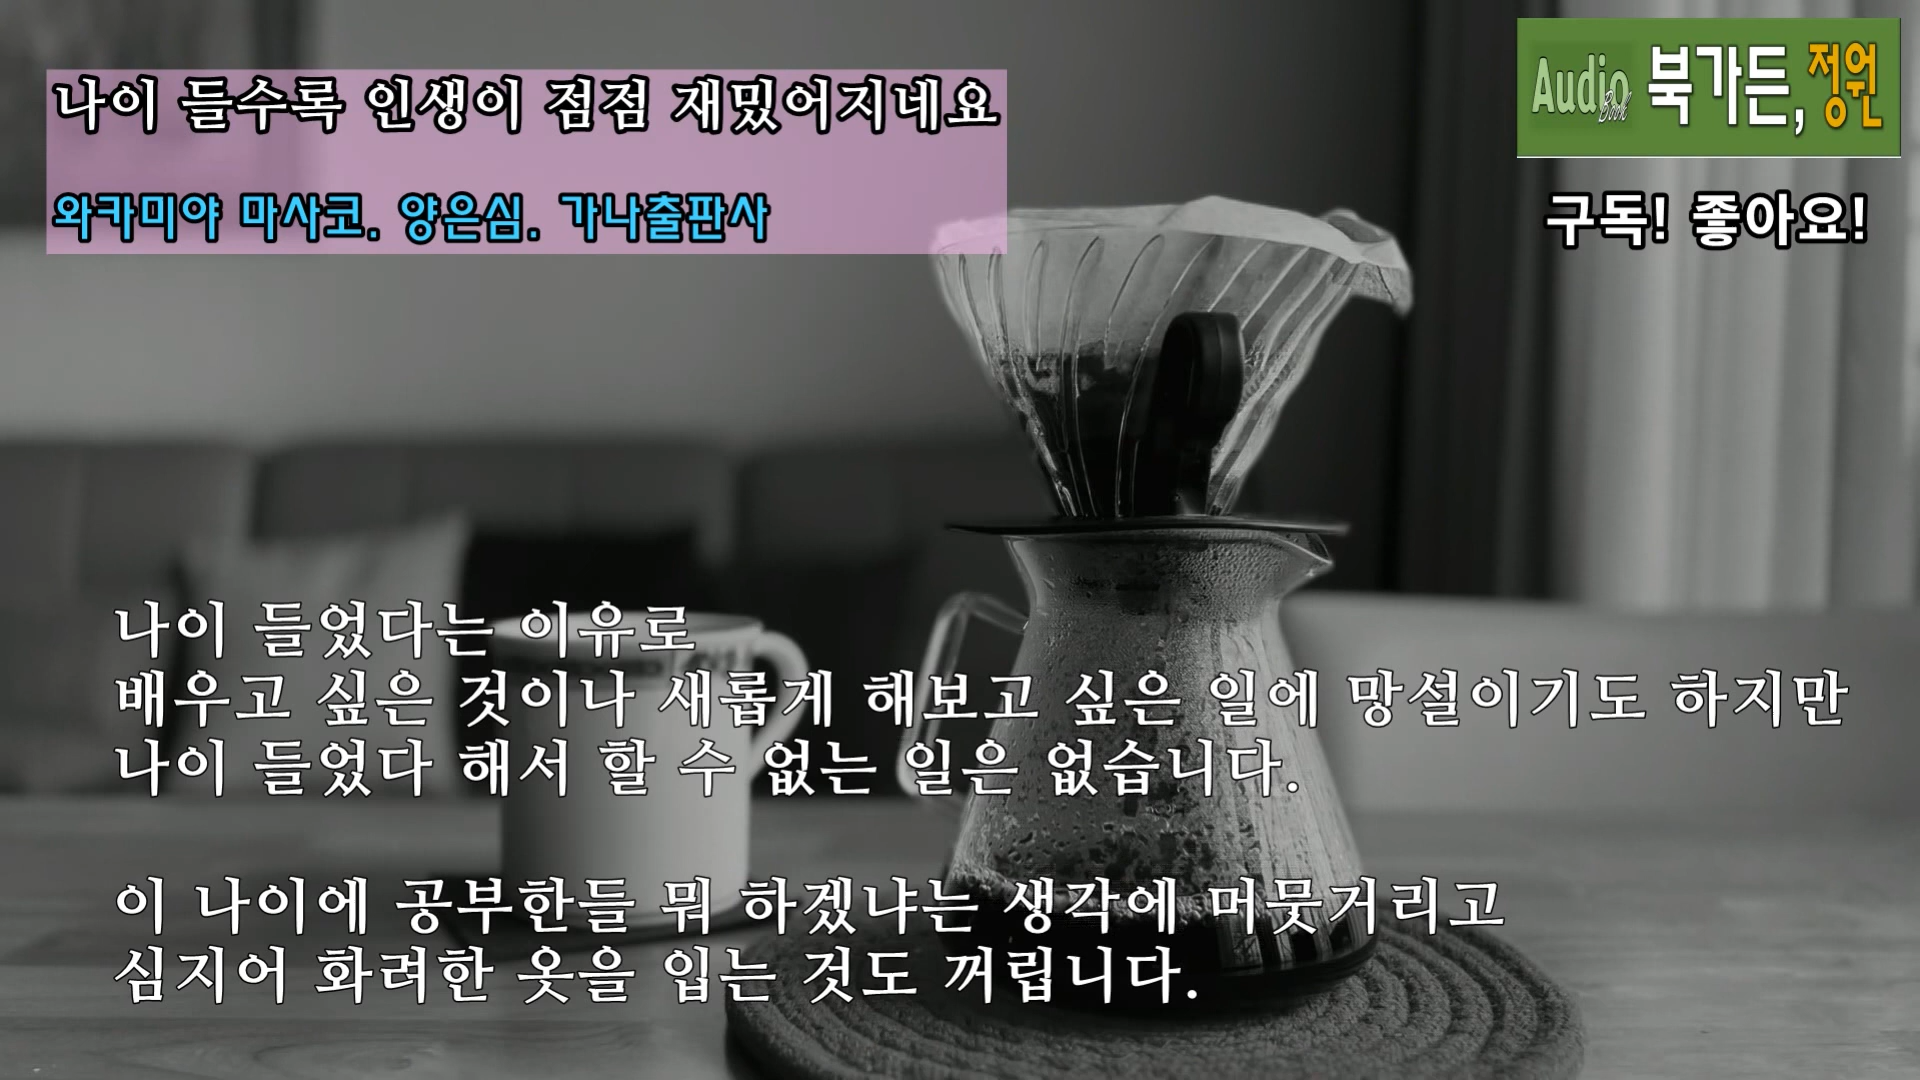 나이 들수록 인생이 점점 재밌어지네요
와카미야 마사코. 양은심. 가나출판사
Audio Book 북가든, 정원
구독! 좋아요!
나이 들었다는 이유로
배우고 싶은 것이나 새롭게 해보고 싶은 일에 망설이기도 하지만
나이 들었다 해서 할 수 없는 일은 없습니다.
이 나이에 공부한들 뭐 하겠냐는 생각에 머뭇거리고
심지어 화려한 옷을 입는 것도 꺼립니다.